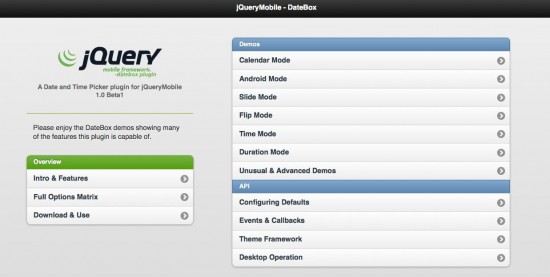 jQueryMobile - DateBox
jQuery
mobile framework
-datebox plugin
A Date and Time Picker plugin for jQueryMobile
1.0 Beta1
Please enjoy the DateBox demos showing many
of the features this plugin is capable of.
Overview
Intro & Features
Full Options Matrix
Download & Use
Demos
Calendar Mode
Android Mode
Slide Mode
Flip Mode
Time Mode
Duration Mode
Unusual & Advanced Demos
API
Configuring Defaults
Events & Callbacks
Theme Framework
Desktop Operation